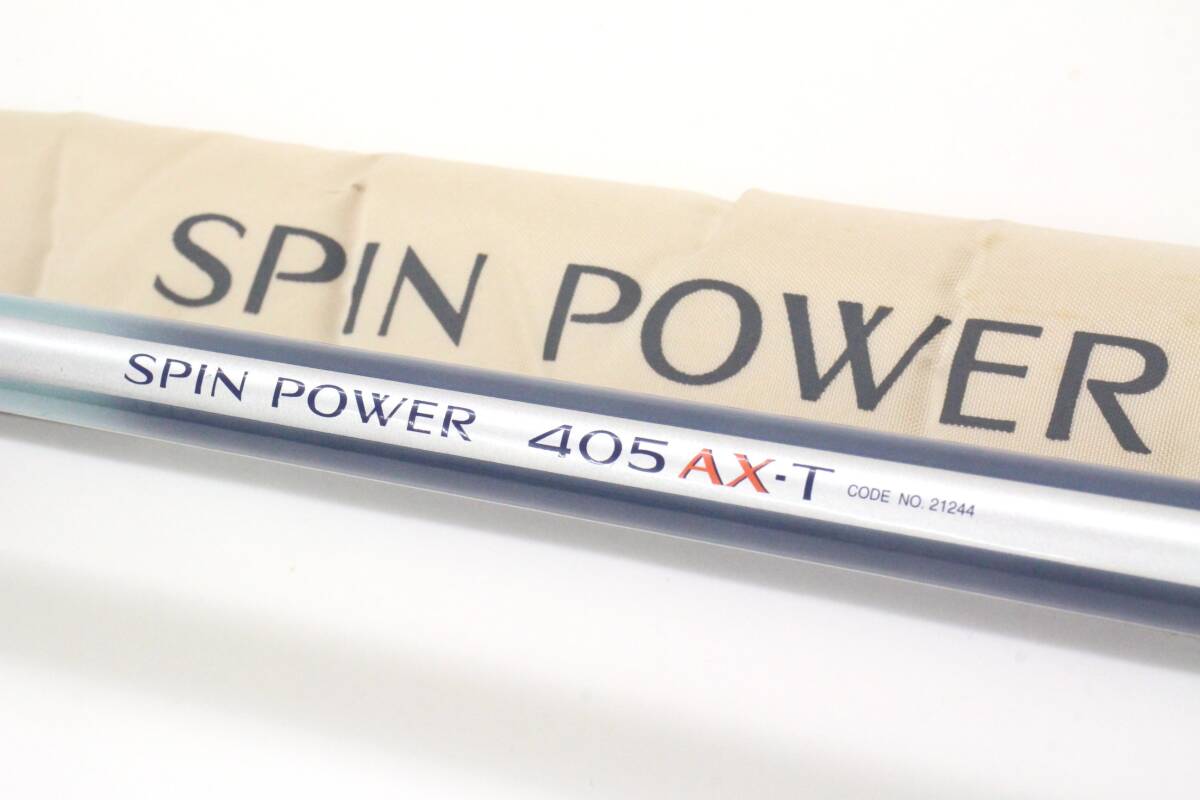 SPIN POWER
SPIN POWER 405 AX-T CODE NO. 21244